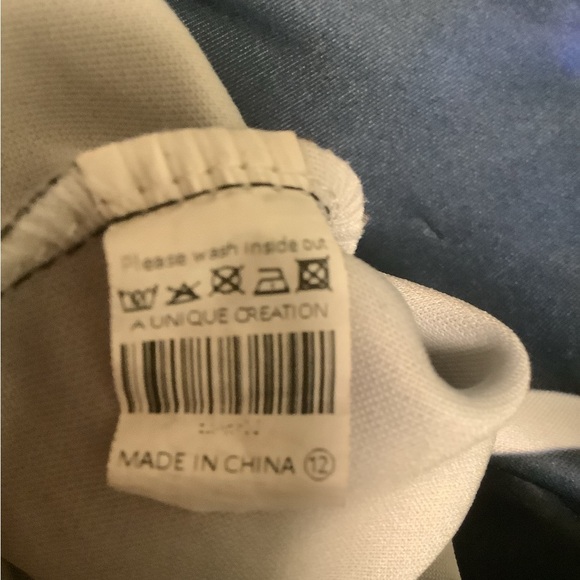 Please wash inside out
A UNIQUE CREATION
MADE IN CHINA 12